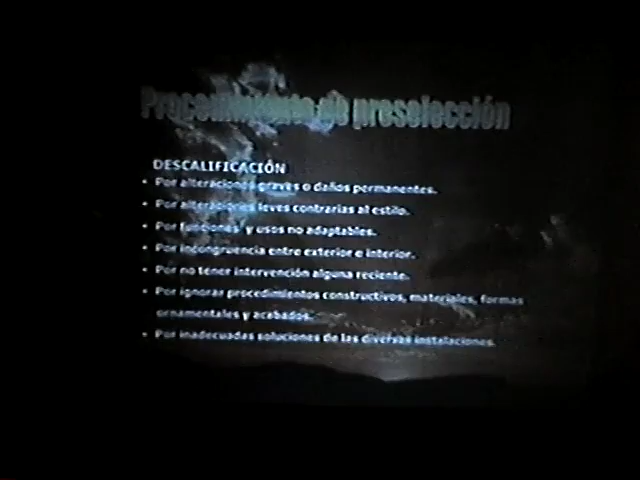 Procedimiento de preselección
DESCALIFICACIÓN
• Por alteraciones graves o daños permanentes.
• Por alteraciones leves contrarias al estilo.
• Por funciones y usos no adaptables.
• Por incongruencia entre exterior e interior.
• Por no tener intervención alguna reciente.
• Por ignorar procedimientos constructivos, materiales, formas
ornamentales y acabados.
• Por inadecuadas soluciones de las diversas instalaciones.